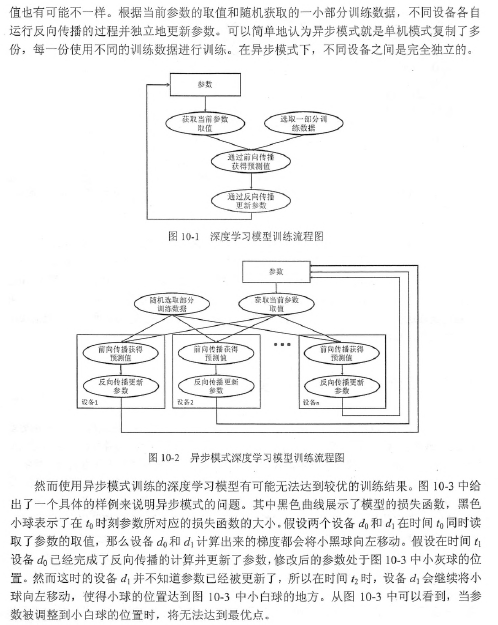 值也有可能不一样。根据当前参数的取值和随机获取的一小部分训练数据，不同设备各自
运行反向传播的过程并独立地更新参数。可以简单地认为异步模式就是单机模式复制了多
份，每一份使用不同的训练数据进行训练。在异步模式下，不同设备之间是完全独立的。
参数
获取当前参数
取值
选取一部分训
练数据
通过前向传播
获得预测值
通过反向传播
更新参数
图 10-1 深度学习模型训练流程图
参数
随机选取部分
训练数据
获取当前参数
取值
前向传播获得
预测值
前向传播获得
预测值
前向传播获得
预测值
反向传播更新
参数
反向传播更新
参数
反向传播更新
参数
设备1
设备2
设备n
图 10-2 异步模式深度学习模型训练流程图
然而使用异步模式训练的深度学习模型有可能无法达到较优的训练结果。图 10-3 中给
出了一个具体的样例来说明异步模式的问题。其中黑色曲线展示了模型的损失函数，黑色
小球表示了在 t0 时刻参数所对应的损失函数的大小。假设两个设备 d0 和 d1 在时间 t0 同时读
取了参数的取值，那么设备 d0 和 d1 计算出来的梯度都会将小黑球向左移动。假设在时间 t1
设备 d0 已经完成了反向传播的计算并更新了参数，修改后的参数处于图 10-3 中小灰球的位
置。然而这时的设备 d1 并不知道参数已经被更新了，所以在时间 t2 时，设备 d1 会继续将小
球向左移动，使得小球的位置达到图 10-3 中小白球的地方。从图 10-3 中可以看到，当参
数被调整到小白球的位置时，将无法达到最优点。